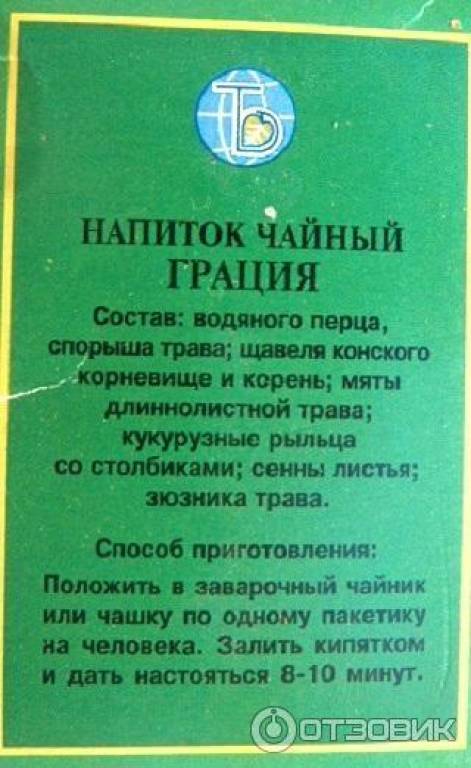 ТБ
НАПИТОК ЧАЙНЫЙ
ГРАЦИЯ
Состав: водяного перца,
спорыша трава; щавеля конского
корневище и корень; мяты
длиннолистной трава;
кукурузные рыльца
со столбиками; сенны листья;
зюзника трава.
Способ приготовления:
Положить в заварочный чайник
или чашку по одному пакетику
на человека. Залить кипятком
и дать настояться 8-10 минут.
ОТЗОВИК